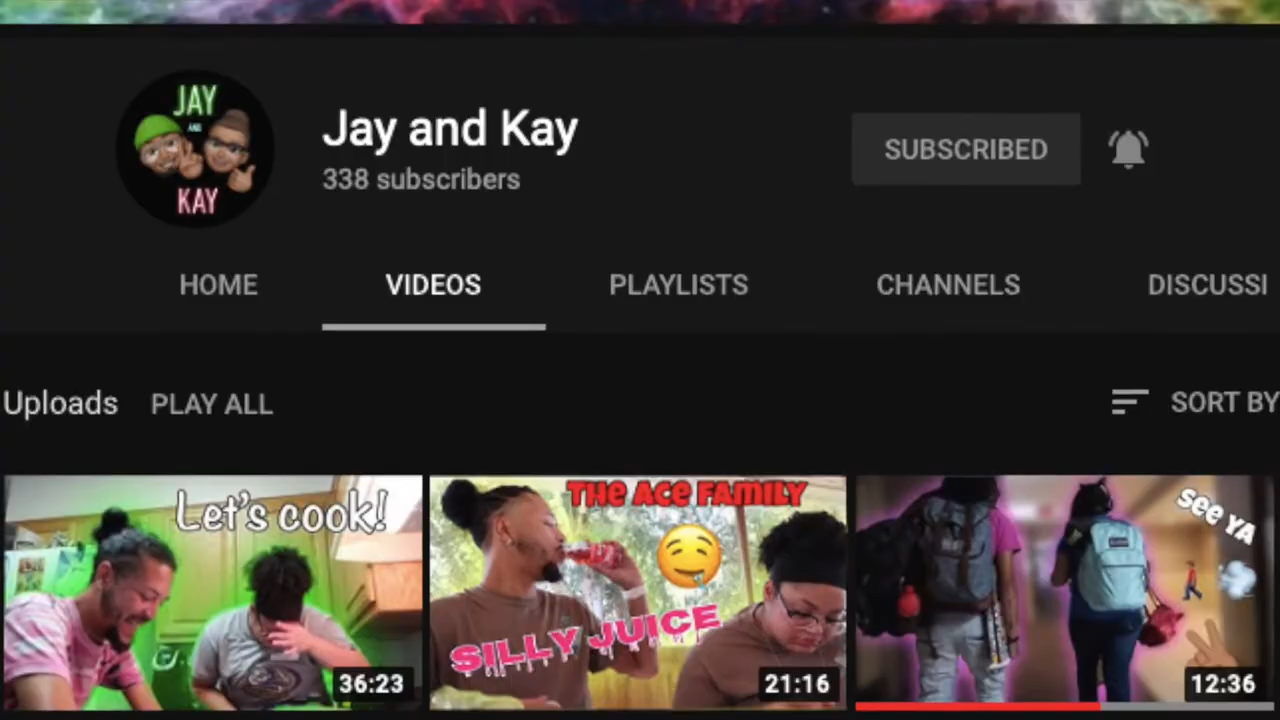 JAY
AND
KAY
Jay and Kay
338 subscribers
SUBSCRIBED
HOME
VIDEOS
PLAYLISTS
CHANNELS
DISCUSSI
Uploads
PLAY ALL
SORT BY
Let's cook!
36:23
THE ACE FAMILY
SILLY JUICE
21:16
see YA
12:36